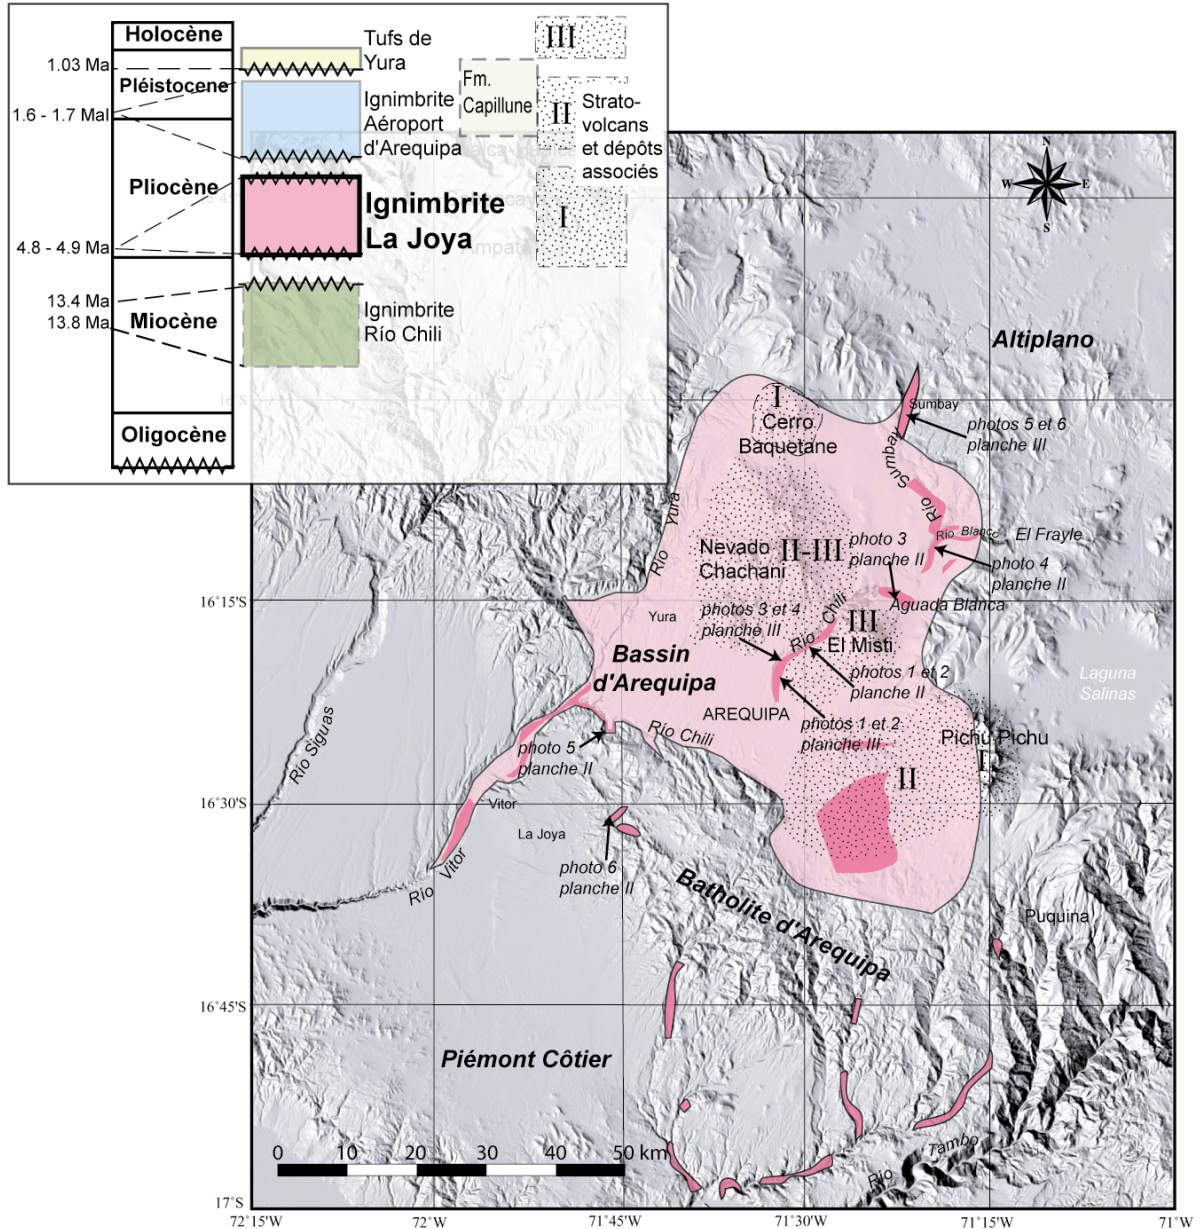 Holocène
1.03 Ma
Pléistocene
1.6 - 1.7 Mal
Pliocène
4.8 - 4.9 Ma
13.4 Ma
13.8 Ma
Miocène
Oligocène
Tufs de
Yura
Ignimbrite
Aéroport
d'Arequipa
Ignimbrite
La Joya
Ignimbrite
Río Chili
Fm.
Capillune
III
II
I
Strato-
volcans
et dépôts
associés
N
W
E
S
Altiplano
I
Cerro
Baquetane
Sumbay
photos 5 et 6
planche III
Río Sumbay
Río Yura
Río Blanco
El Frayle
photo 3
planche II
photo 4
planche II
Nevado
Chachani
II-III
Aguada Blanca
photos 3 et 4
planche III
Río Chili
III
El Misti
photos 1 et 2
planche II
Yura
Bassin
d'Arequipa
AREQUIPA
Río Chili
photos 1 et 2
planche III
Laguna
Salinas
Pichu Pichu
I
II
Río Siguas
photo 5
planche II
Vitor
La Joya
photo 6
planche II
Río Vitor
Batholite d'Arequipa
Puquina
Piémont Côtier
Río Tambo
0 10 20 30 40 50 km
16°15'S
16°30'S
16°45'S
17°S
72°15'W
72°W
71°45'W
71°30'W
71°15'W
71°W